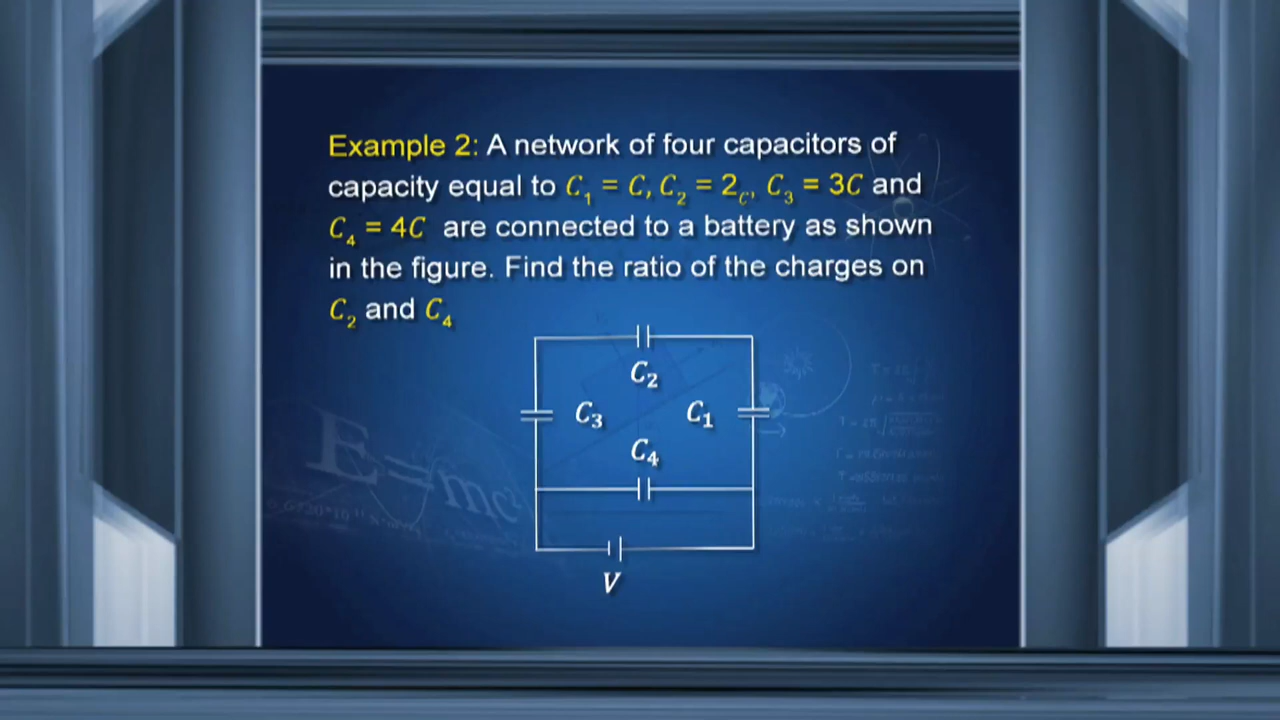 Example 2: A network of four capacitors of
capacity equal to C₁ = C, C₂ = 2C, C₃ = 3C and
C₄ = 4C are connected to a battery as shown
in the figure. Find the ratio of the charges on
C₂ and C₄
C₂
C₃ C₁
C₄
V
E=mc²